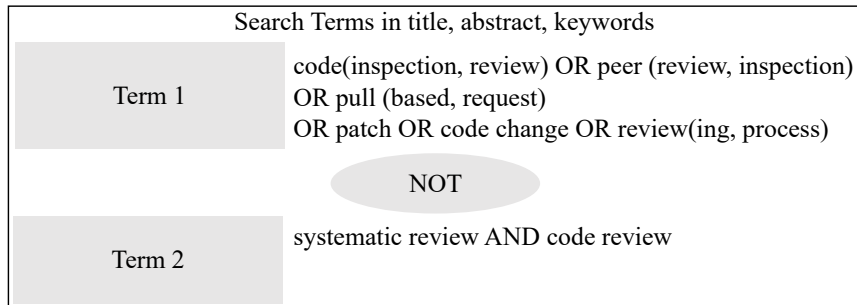 Search Terms in title, abstract, keywords
Term 1
code(inspection, review) OR peer (review, inspection)
OR pull (based, request)
OR patch OR code change OR review(ing, process)
NOT
Term 2
systematic review AND code review